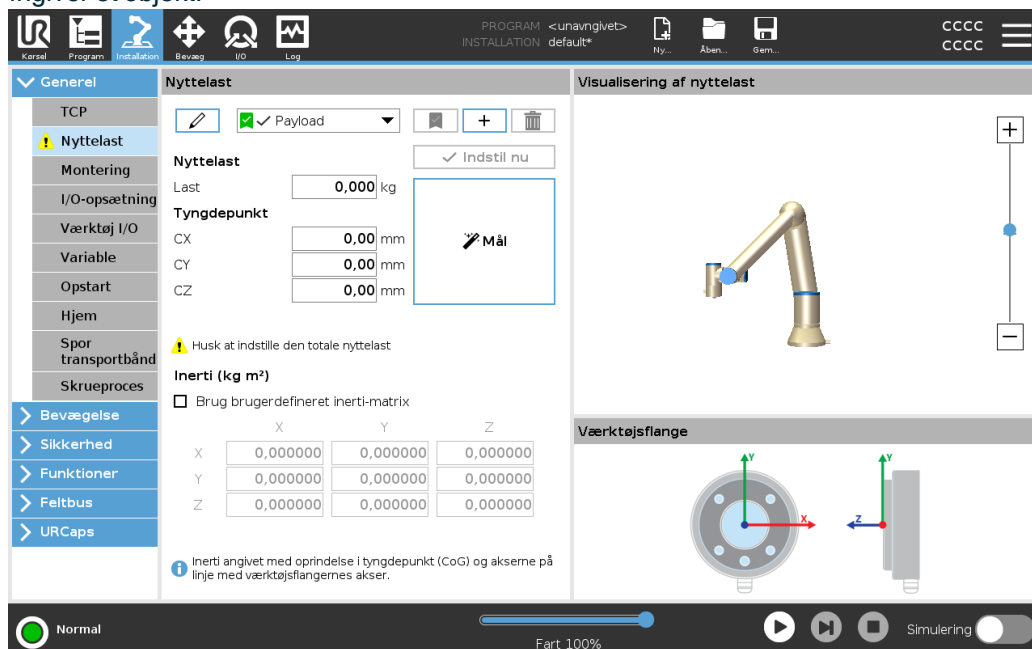 PROGRAM <unavngivet>
INSTALLATION default*
Ny... Åben... Gem...
CCCC
CCCC
Kørsel Program Installation Bevæg I/O Log
Generel
TCP
Nyttelast
Montering
I/O-opsætning
Værktøj I/O
Variable
Opstart
Hjem
Spor
transportbånd
Skrueproces
Bevægelse
Sikkerhed
Funktioner
Feltbus
URCaps
Nyttelast
Payload
+
Indstil nu
Nyttelast
Last 0,000 kg
Tyngdepunkt
CX 0,00 mm
CY 0,00 mm
CZ 0,00 mm
Mål
Husk at indstille den totale nyttelast
Inerti (kg m²)
Brug brugerdefineret inerti-matrix
X Y Z
X 0,000000 0,000000 0,000000
Y 0,000000 0,000000 0,000000
Z 0,000000 0,000000 0,000000
Inerti angivet med oprindelse i tyngdepunkt (CoG) og akserne på
linje med værktøjsflangernes akser.
Visualisering af nyttelast
+
−
Værktøjsflange
Y
X
Y
Z
Normal
Fart 100%
Simulering